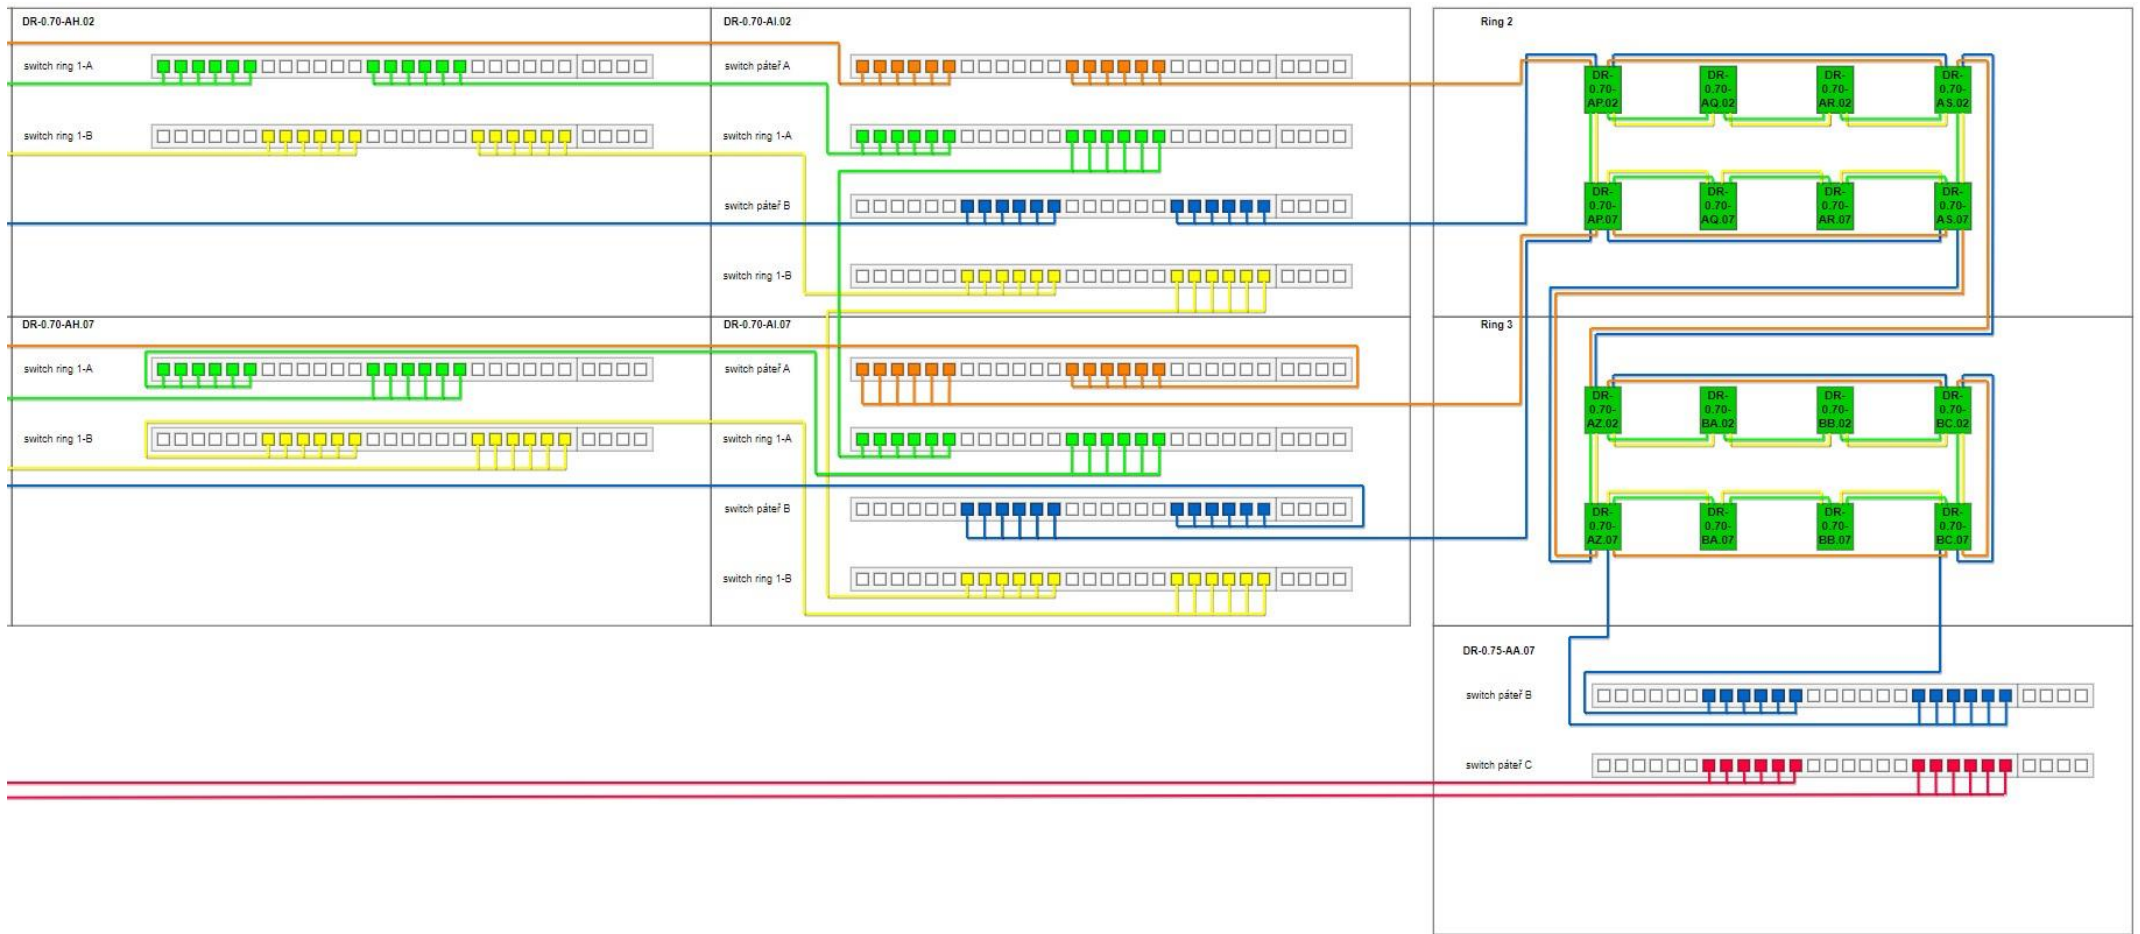 DR-0.70-AH.02
switch ring 1-A
switch ring 1-B
DR-0.70-AI.02
switch páteř A
switch ring 1-A
switch páteř B
switch ring 1-B
DR-0.70-AH.07
switch ring 1-A
switch ring 1-B
DR-0.70-AI.07
switch páteř A
switch ring 1-A
switch páteř B
switch ring 1-B
Ring 2
DR-
0.70-
AP.02
DR-
0.70-
AQ.02
DR-
0.70-
AR.02
DR-
0.70-
AS.02
DR-
0.70-
AP.07
DR-
0.70-
AQ.07
DR-
0.70-
AR.07
DR-
0.70-
AS.07
Ring 3
DR-
0.70-
AZ.02
DR-
0.70-
BA.02
DR-
0.70-
BB.02
DR-
0.70-
BC.02
DR-
0.70-
AZ.07
DR-
0.70-
BA.07
DR-
0.70-
BB.07
DR-
0.70-
BC.07
DR-0.75-AA.07
switch páteř B
switch páteř C